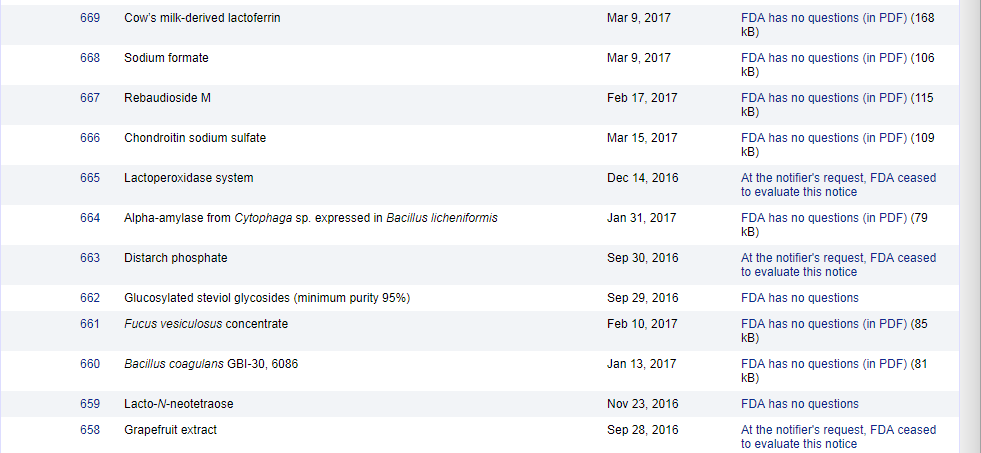 669 Cow's milk-derived lactoferrin Mar 9, 2017 FDA has no questions (in PDF) (168
kB)
668 Sodium formate Mar 9, 2017 FDA has no questions (in PDF) (106
kB)
667 Rebaudioside M Feb 17, 2017 FDA has no questions (in PDF) (115
kB)
666 Chondroitin sodium sulfate Mar 15, 2017 FDA has no questions (in PDF) (109
kB)
665 Lactoperoxidase system Dec 14, 2016 At the notifier's request, FDA ceased
to evaluate this notice
664 Alpha-amylase from Cytophaga sp. expressed in Bacillus licheniformis Jan 31, 2017 FDA has no questions (in PDF) (79
kB)
663 Distarch phosphate Sep 30, 2016 At the notifier's request, FDA ceased
to evaluate this notice
662 Glucosylated steviol glycosides (minimum purity 95%) Sep 29, 2016 FDA has no questions
661 Fucus vesiculosus concentrate Feb 10, 2017 FDA has no questions (in PDF) (85
kB)
660 Bacillus coagulans GBI-30, 6086 Jan 13, 2017 FDA has no questions (in PDF) (81
kB)
659 Lacto-N-neotetraose Nov 23, 2016 FDA has no questions
658 Grapefruit extract Sep 28, 2016 At the notifier's request, FDA ceased
to evaluate this notice